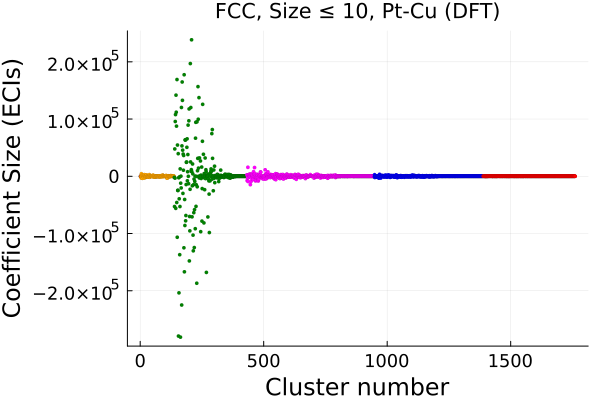 FCC, Size ≤ 10, Pt-Cu (DFT)
Coefficient Size (ECIs)
2.0×10⁵
1.0×10⁵
0
−1.0×10⁵
−2.0×10⁵
0 500 1000 1500
Cluster number